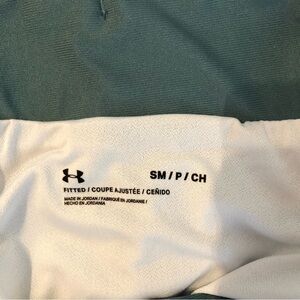 SM / P / CH
FITTED / COUPE AJUSTÉE / CEÑIDO
MADE IN JORDAN / FABRIQUÉ EN JORDANIE /
HECHO EN JORDANIA